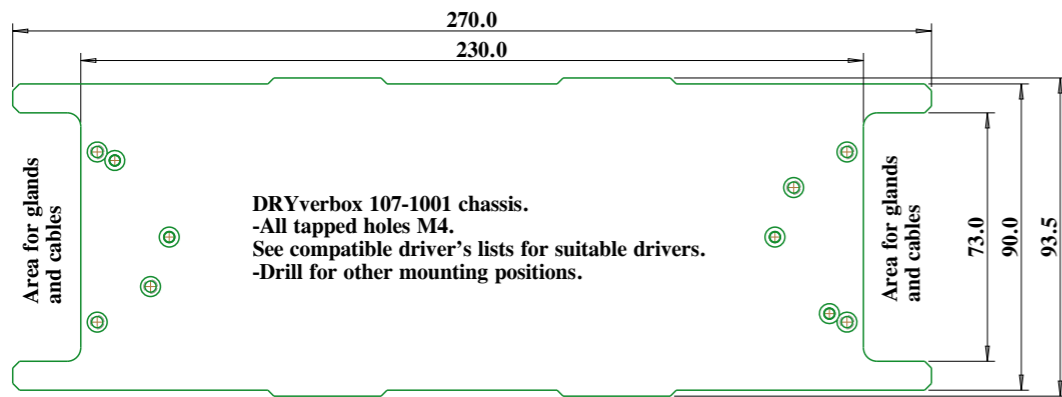 270.0
230.0
Area for glands
and cables
DRYverbox 107-1001 chassis.
-All tapped holes M4.
See compatible driver's lists for suitable drivers.
-Drill for other mounting positions.
Area for glands
and cables
73.0
90.0
93.5